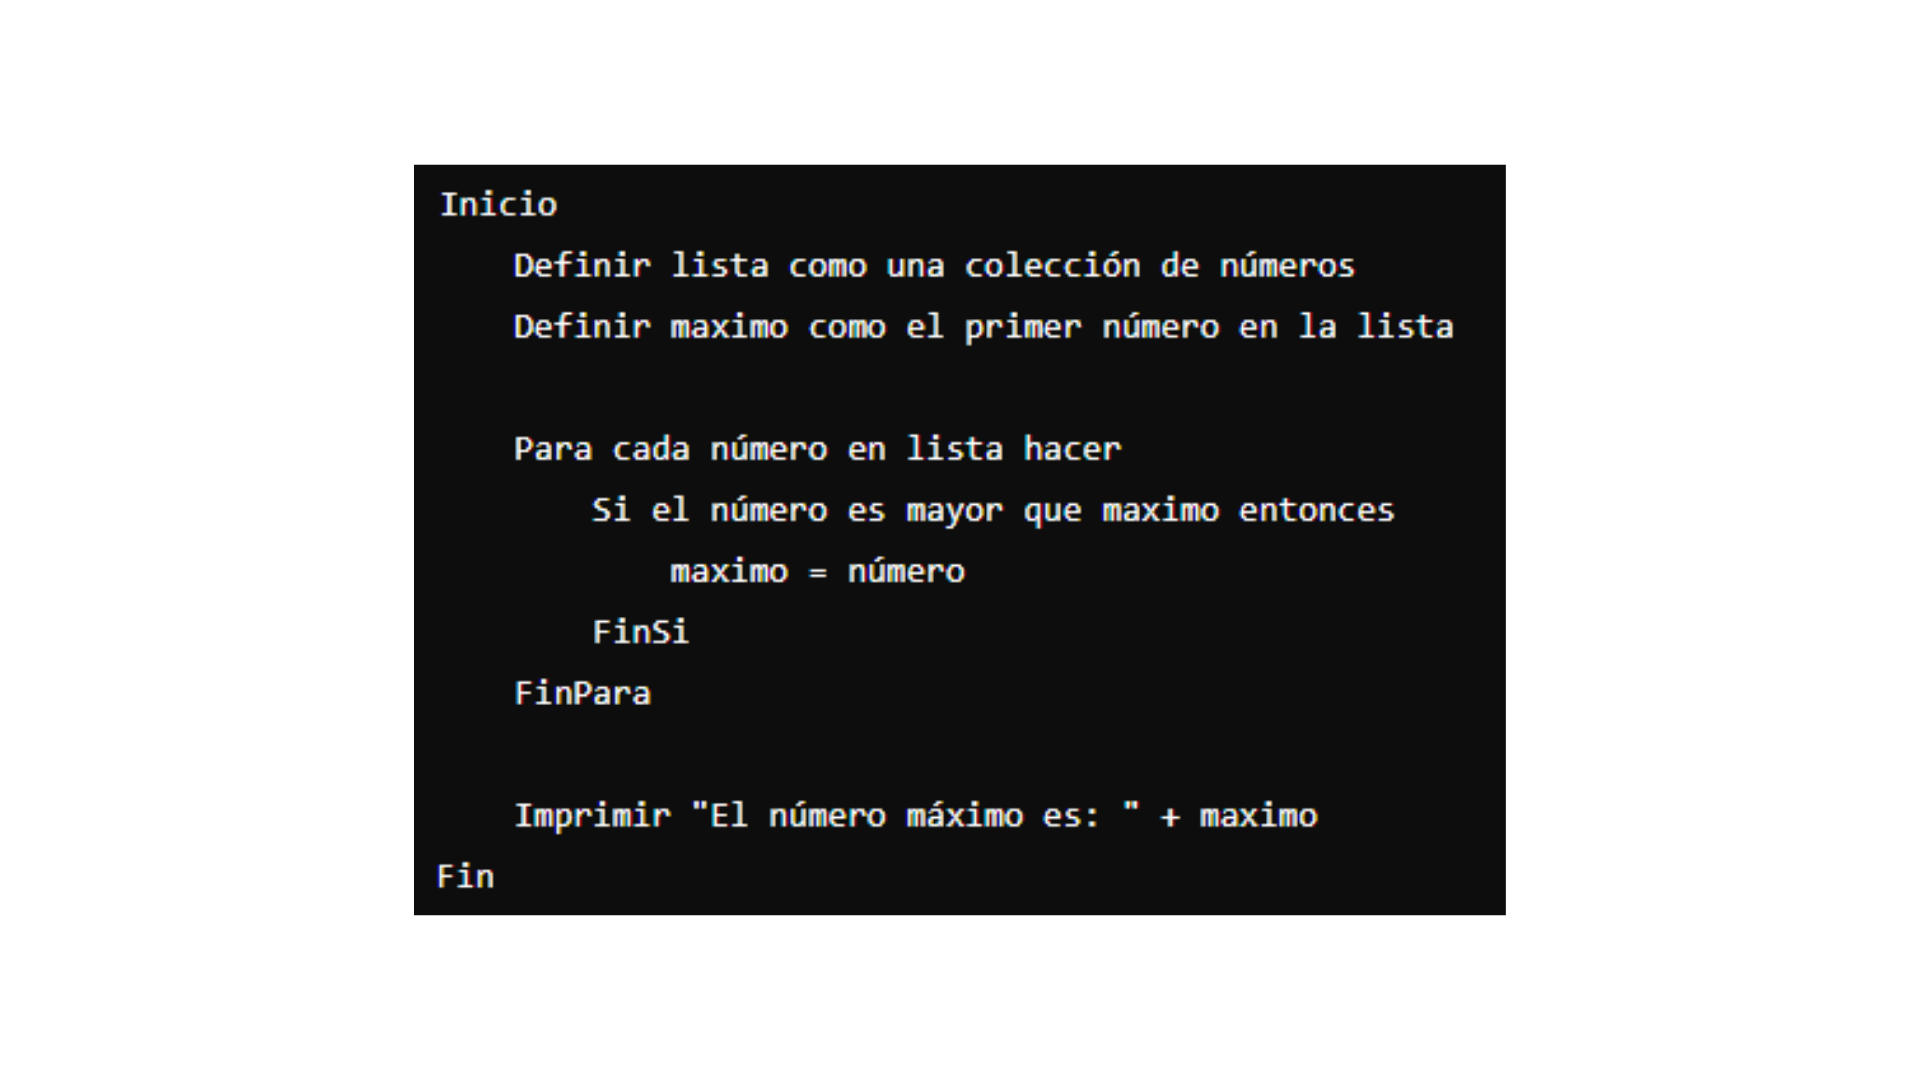 Inicio
Definir lista como una colección de números
Definir maximo como el primer número en la lista
Para cada número en lista hacer
Si el número es mayor que maximo entonces
maximo = número
FinSi
FinPara
Imprimir "El número máximo es: " + maximo
Fin